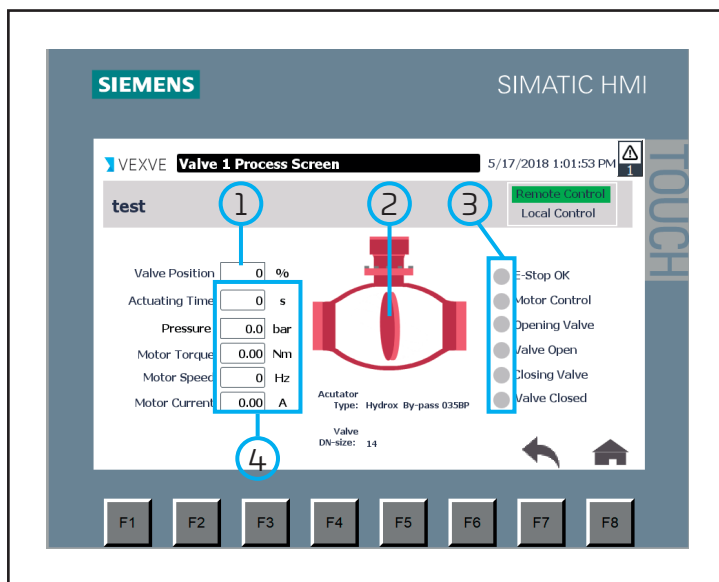 SIEMENS
SIMATIC HMI
TOUCH
VEXVE
Valve 1 Process Screen
5/17/2018 1:01:53 PM
1
test
1
2
3
Remote Control
Local Control
Valve Position 0 %
Actuating Time 0 s
Pressure 0.0 bar
Motor Torque 0.00 Nm
Motor Speed 0 Hz
Motor Current 0.00 A
E-Stop OK
Motor Control
Opening Valve
Valve Open
Closing Valve
Valve Closed
Acutator
Type: Hydrox By-pass 035BP
Valve
DN-size: 14
4
F1 F2 F3 F4 F5 F6 F7 F8